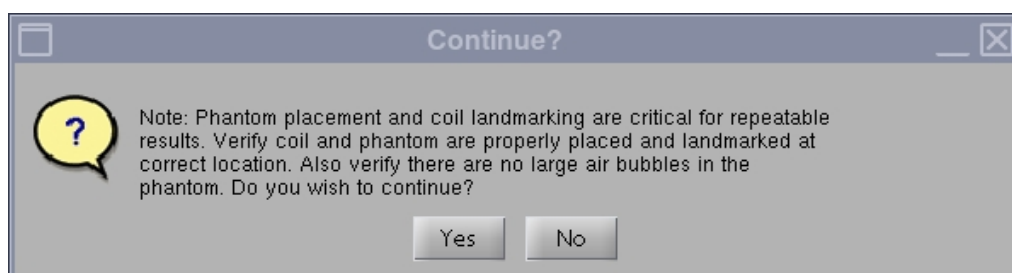 Continue?
?
Note: Phantom placement and coil landmarking are critical for repeatable
results. Verify coil and phantom are properly placed and landmarked at
correct location. Also verify there are no large air bubbles in the
phantom. Do you wish to continue?
Yes No